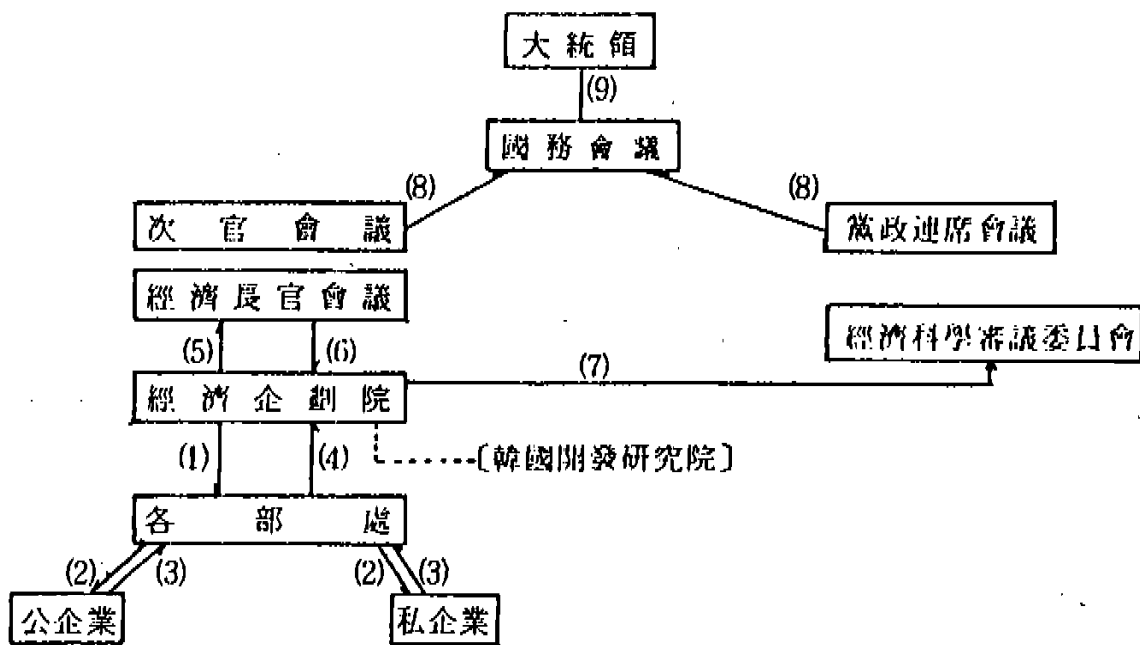 大統領
(9)
國務會議
(8) (8)
次官會議
黨政連席會議
經濟長官會議
經濟科學審議委員會
(5) (6)
(7)
經濟企劃院
(1) (4)
〔韓國開發硏究院〕
各部處
(2) (3) (2) (3)
公企業 私企業